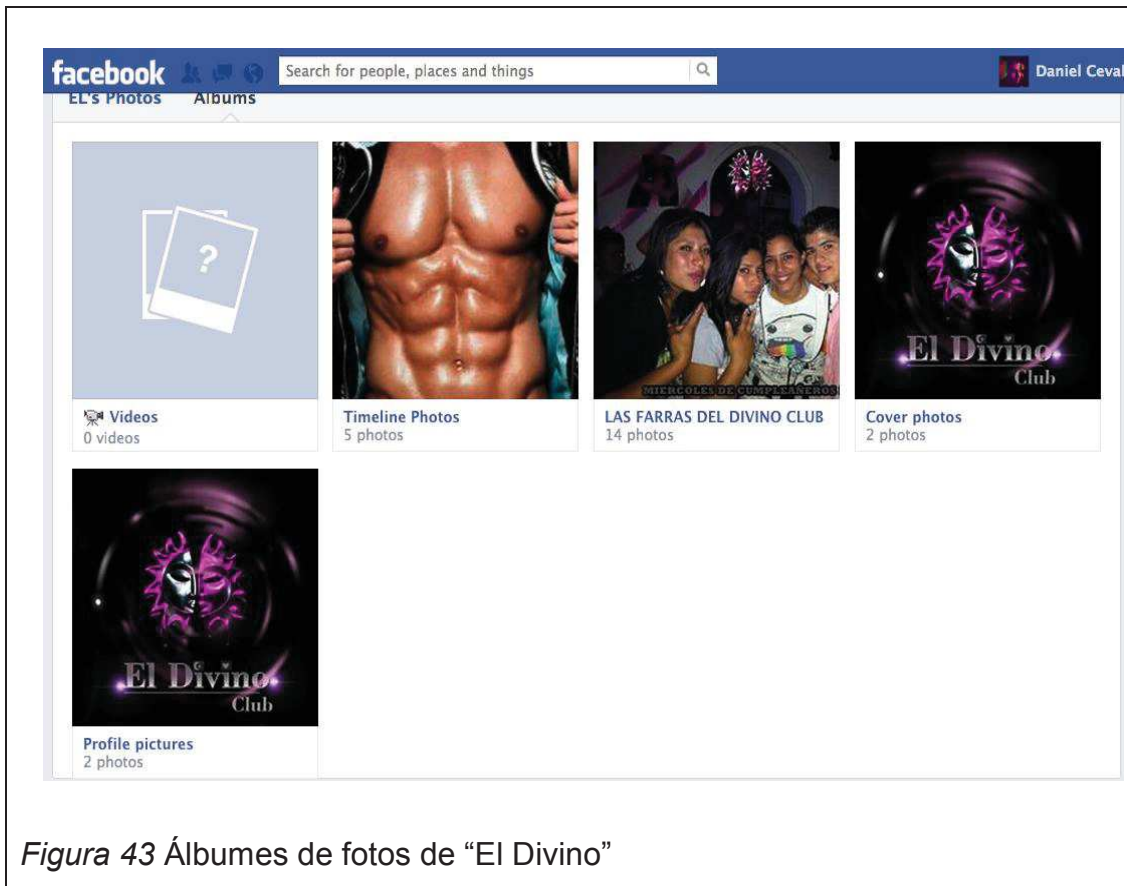 facebook
Search for people, places and things
Daniel Ceval
EL's Photos Albums
?
MIERCOLES DE CUMPLEAÑEROS
El Divino
Club
Videos
0 videos
Timeline Photos
5 photos
LAS FARRAS DEL DIVINO CLUB
14 photos
Cover photos
2 photos
El Divino
Club
Profile pictures
2 photos
Figura 43 Álbumes de fotos de “El Divino”